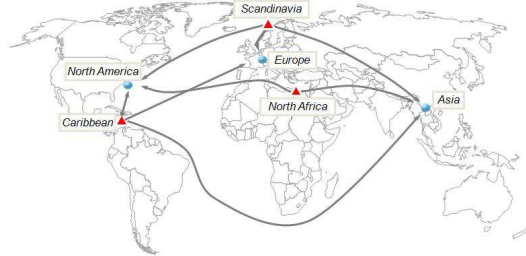 Scandinavia
Europe
North America
Asia
North Africa
Caribbean